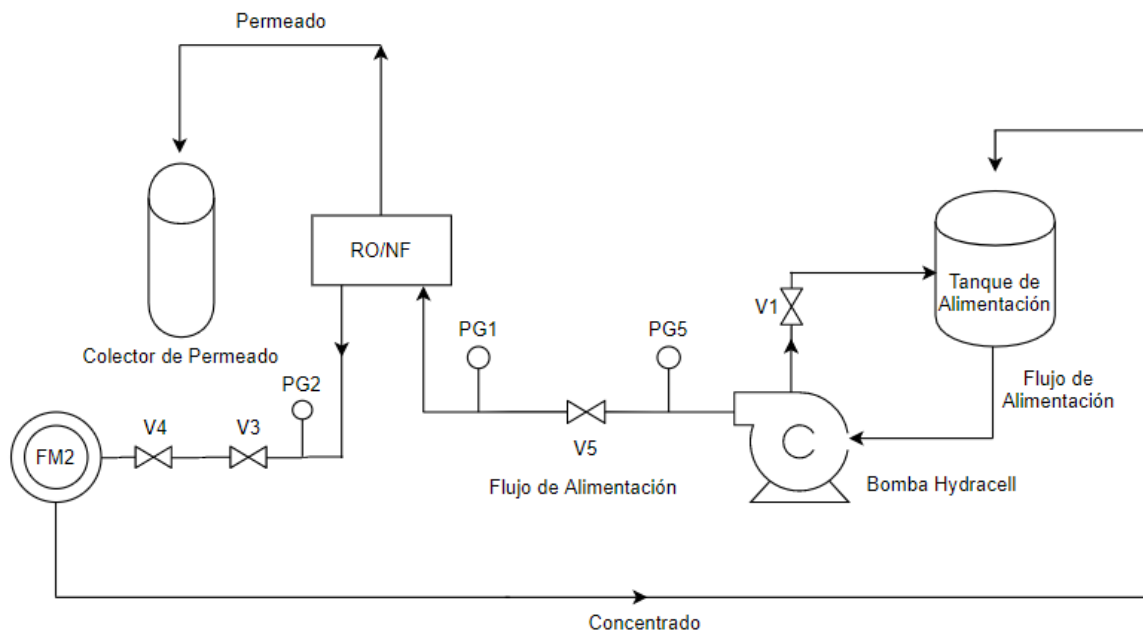 Permeado
RO/NF
PG1
PG5
V1
Tanque de
Alimentación
Colector de Permeado
PG2
Flujo de
Alimentación
V4
V3
V5
FM2
Flujo de Alimentación
Bomba Hydracell
Concentrado